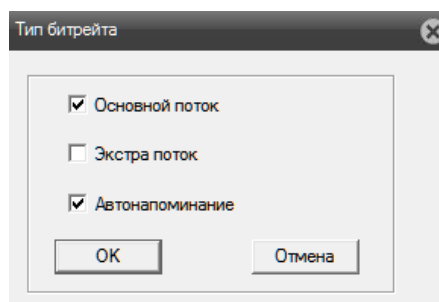 Тип битрейта
Основной поток
Экстра поток
Автонапоминание
OK
Отмена